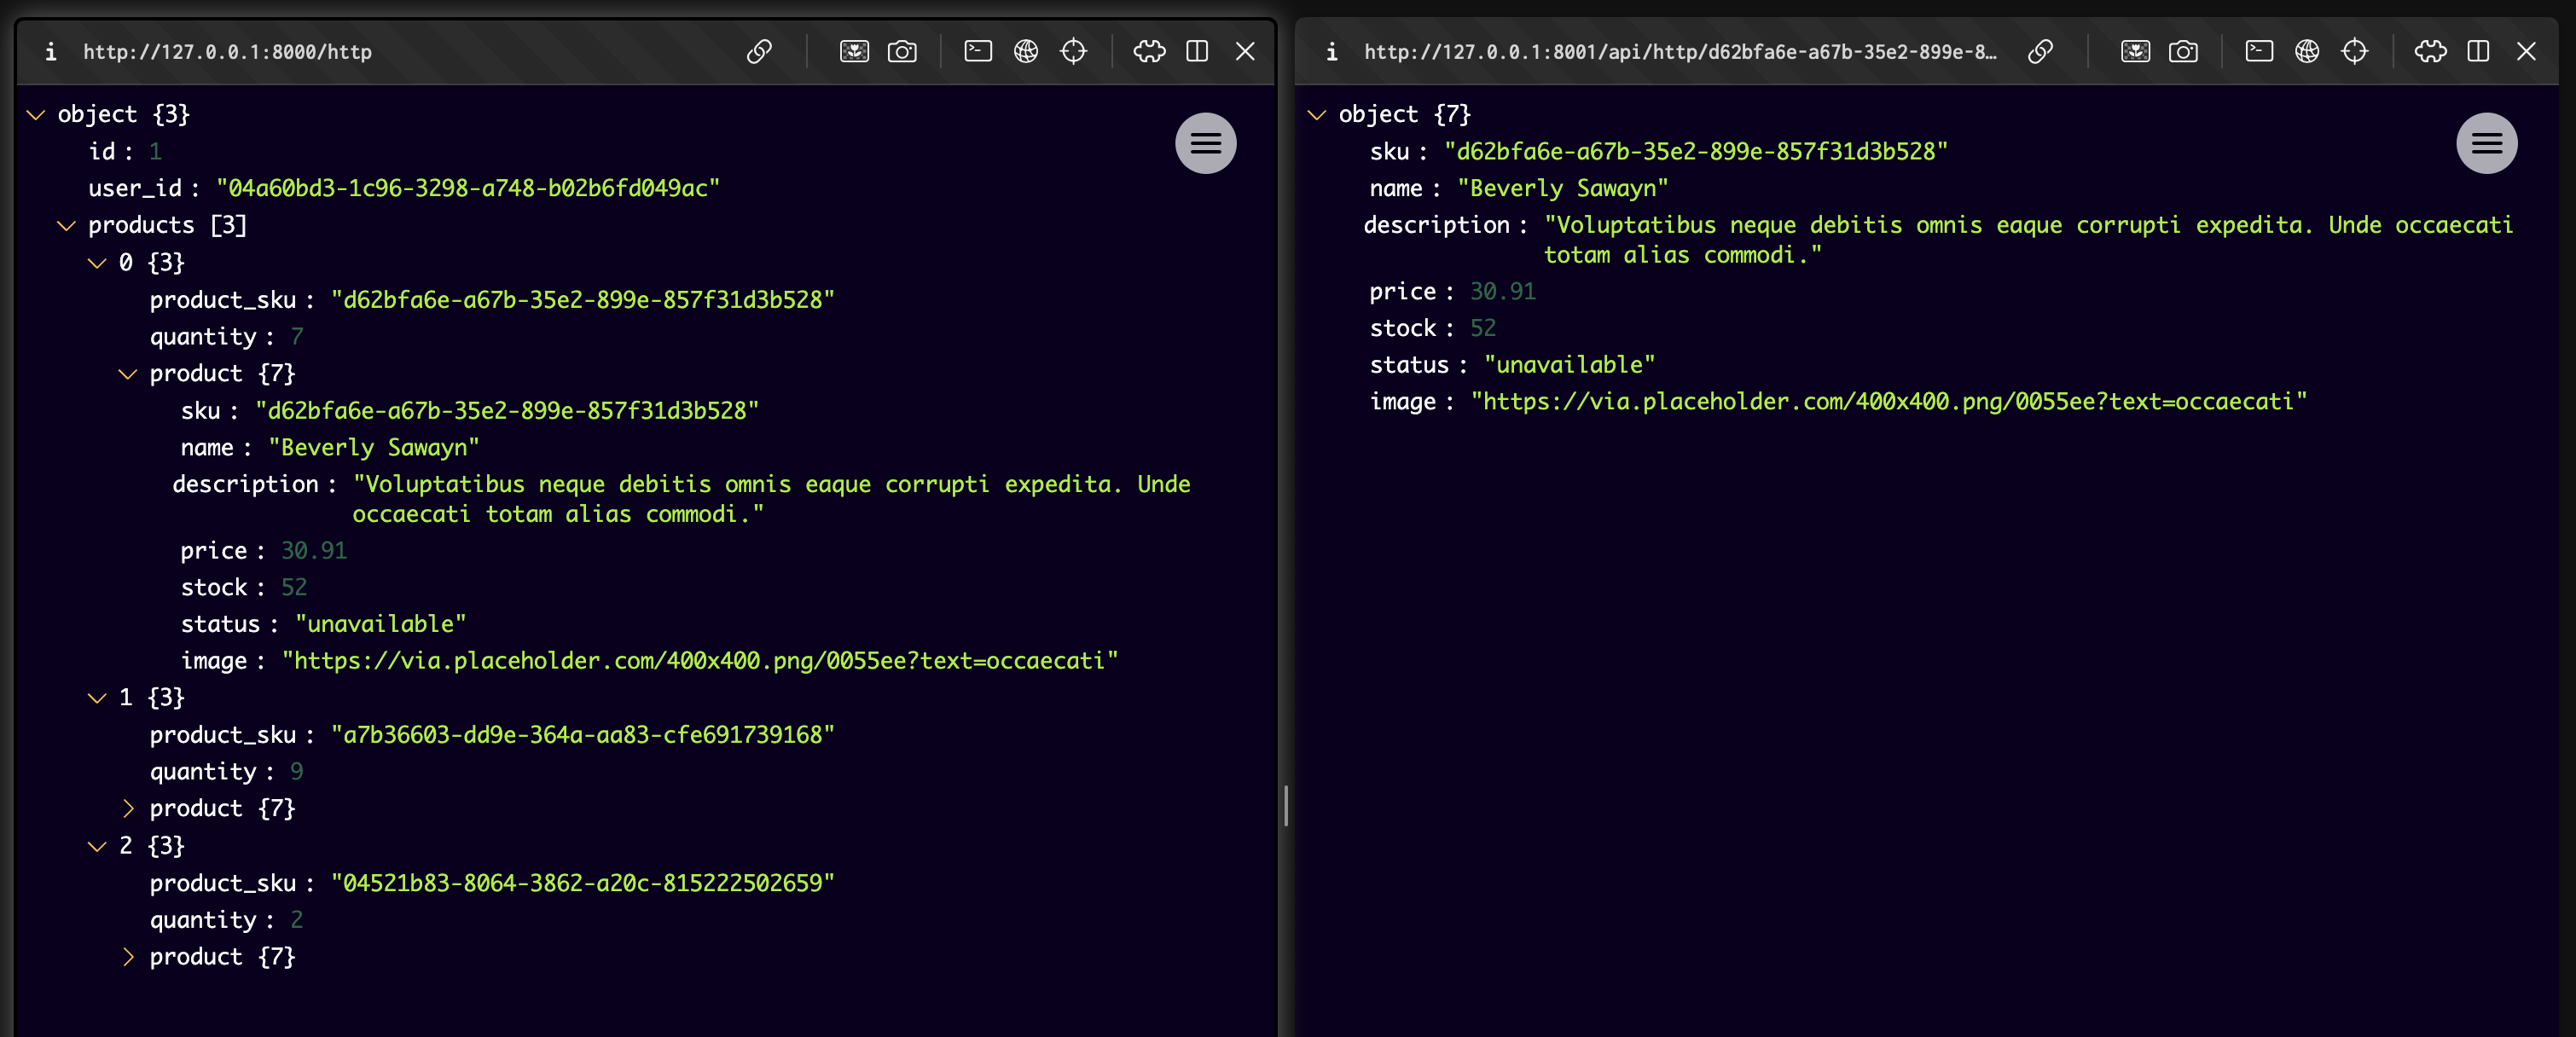 http://127.0.0.1:8000/http
object {3}
id : 1
user_id : "04a60bd3-1c96-3298-a748-b02b6fd049ac"
products [3]
0 {3}
product_sku : "d62bfa6e-a67b-35e2-899e-857f31d3b528"
quantity : 7
product {7}
sku : "d62bfa6e-a67b-35e2-899e-857f31d3b528"
name : "Beverly Sawayn"
description : "Voluptatibus neque debitis omnis eaque corrupti expedita. Unde
occaecati totam alias commodi."
price : 30.91
stock : 52
status : "unavailable"
image : "https://via.placeholder.com/400x400.png/0055ee?text=occaecati"
1 {3}
product_sku : "a7b36603-dd9e-364a-aa83-cfe691739168"
quantity : 9
product {7}
2 {3}
product_sku : "04521b83-8064-3862-a20c-815222502659"
quantity : 2
product {7}
http://127.0.0.1:8001/api/http/d62bfa6e-a67b-35e2-899e-8…
object {7}
sku : "d62bfa6e-a67b-35e2-899e-857f31d3b528"
name : "Beverly Sawayn"
description : "Voluptatibus neque debitis omnis eaque corrupti expedita. Unde occaecati
totam alias commodi."
price : 30.91
stock : 52
status : "unavailable"
image : "https://via.placeholder.com/400x400.png/0055ee?text=occaecati"